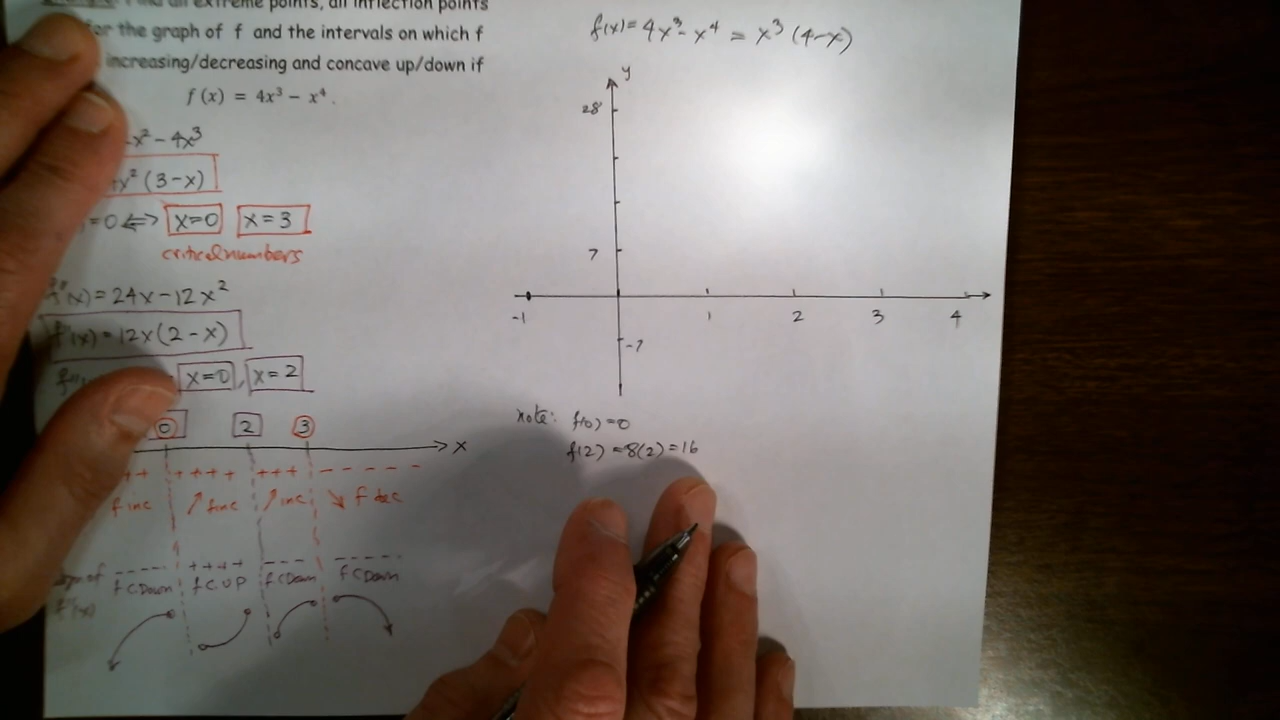 extreme points, all inflection points
for the graph of f and the intervals on which f
increasing/decreasing and concave up/down if
f(x) = 4x³ − x⁴.
x² − 4x³
x² (3−x)
=0 ⇔ x=0 x=3
critical numbers
f''(x) = 24x − 12x²
f''(x) = 12x(2 − x)
x=0, x=2
0 2 3
x
++ ++++ +++ - - - - - -
f inc ↗ f inc ↗ inc ↘ f dec
- - - - - ++++ - - - - - - - -
of f C Down f C. UP f C Down f C Down
f''(x)
f(x) = 4x³ − x⁴ = x³ (4−x)
y
28
7
-1 1 2 3 4
-7
note: f(0) = 0
f(2) = 8(2) = 16